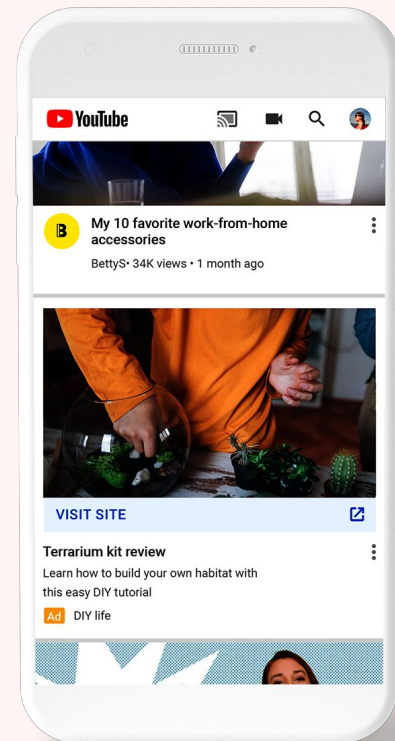 YouTube
B
My 10 favorite work-from-home
accessories
BettyS• 34K views • 1 month ago
VISIT SITE
Terrarium kit review
Learn how to build your own habitat with
this easy DIY tutorial
Ad DIY life